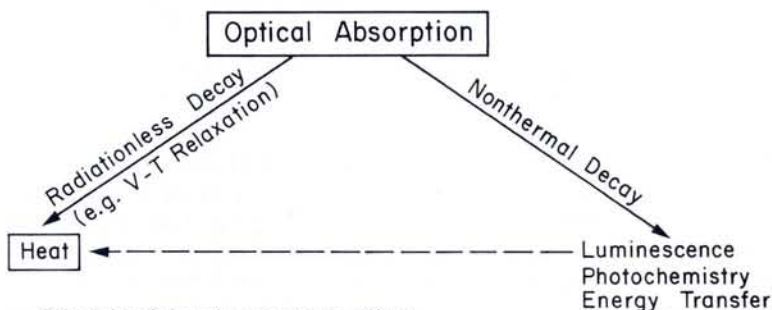 Optical Absorption
Radiationless Decay
(e.g. V-T Relaxation)
Nonthermal Decay
Heat
Luminescence
Photochemistry
Energy Transfer